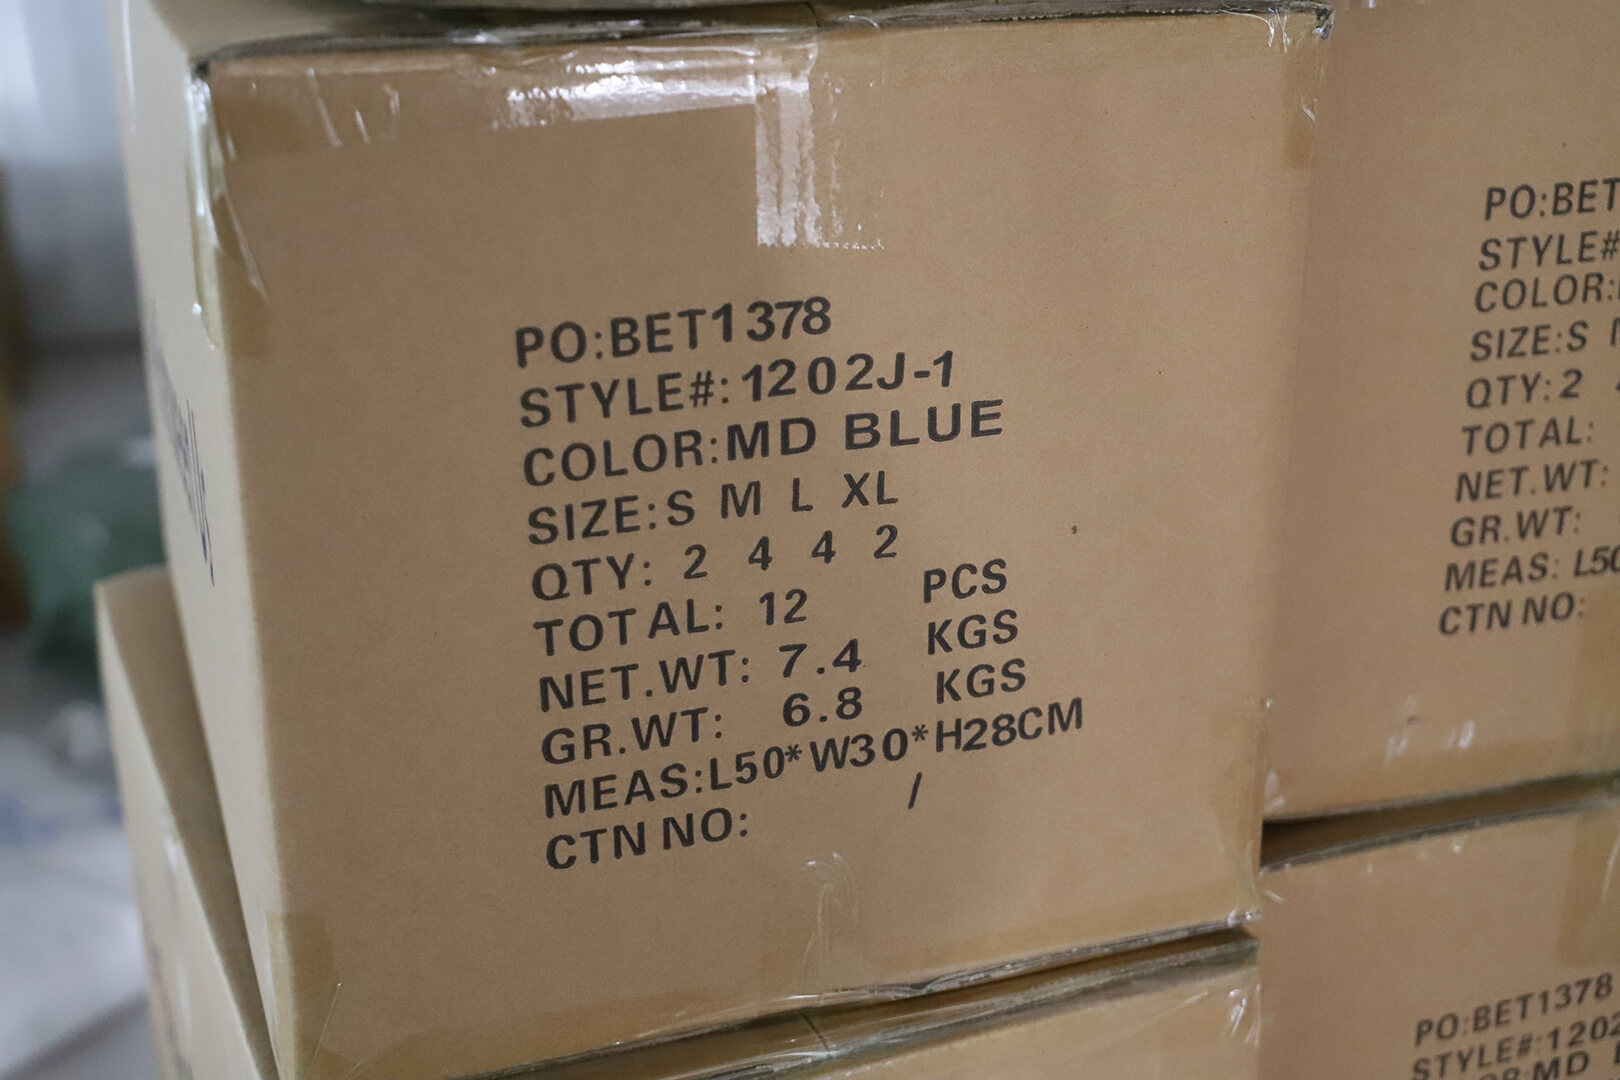 PO:BET1378
STYLE#:1202J-1
COLOR:MD BLUE
SIZE:S M L XL
QTY: 2 4 4 2
TOTAL: 12 PCS
NET.WT: 7.4 KGS
GR.WT: 6.8 KGS
MEAS:L50*W30*H28CM
CTN NO: /
PO:BET
STYLE#
COLOR:
SIZE:S
QTY:2
TOTAL:
NET.WT:
GR.WT:
MEAS: L50
CTN NO:
PO:BET1378
STYLE#:1202
MD